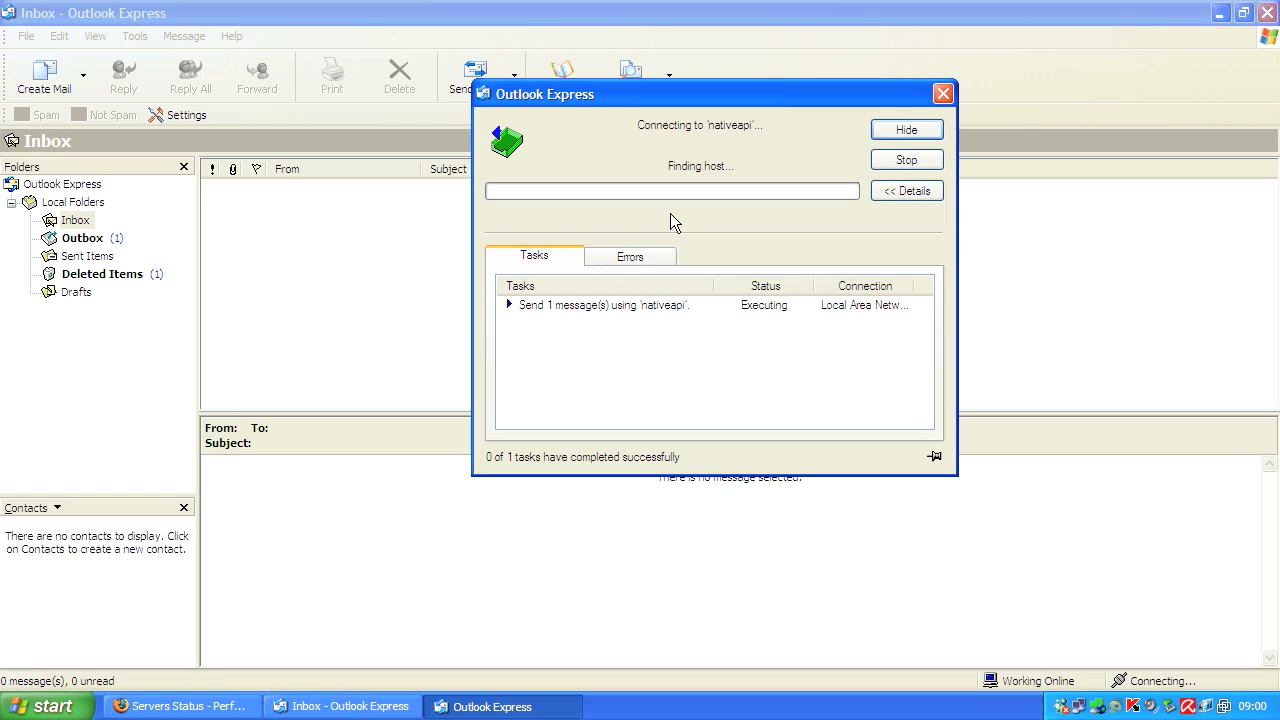 Inbox - Outlook Express
File Edit View Tools Message Help
Create Mail Reply Reply All Forward Print Delete
Spam Not Spam Settings
Inbox
Folders
Outlook Express
Local Folders
Inbox
Outbox (1)
Sent Items
Deleted Items (1)
Drafts
! From Subject
From: To:
Subject:
There is no message selected.
Contacts
There are no contacts to display. Click
on Contacts to create a new contact.
Outlook Express
Connecting to 'nativeapi'...
Finding host...
Hide
Stop
<< Details
Tasks Errors
Tasks Status Connection
Send 1 message(s) using 'nativeapi'. Executing Local Area Netw...
0 of 1 tasks have completed successfully
0 message(s), 0 unread Working Online Connecting...
start Servers Status - Perf... Inbox - Outlook Express Outlook Express 09:00